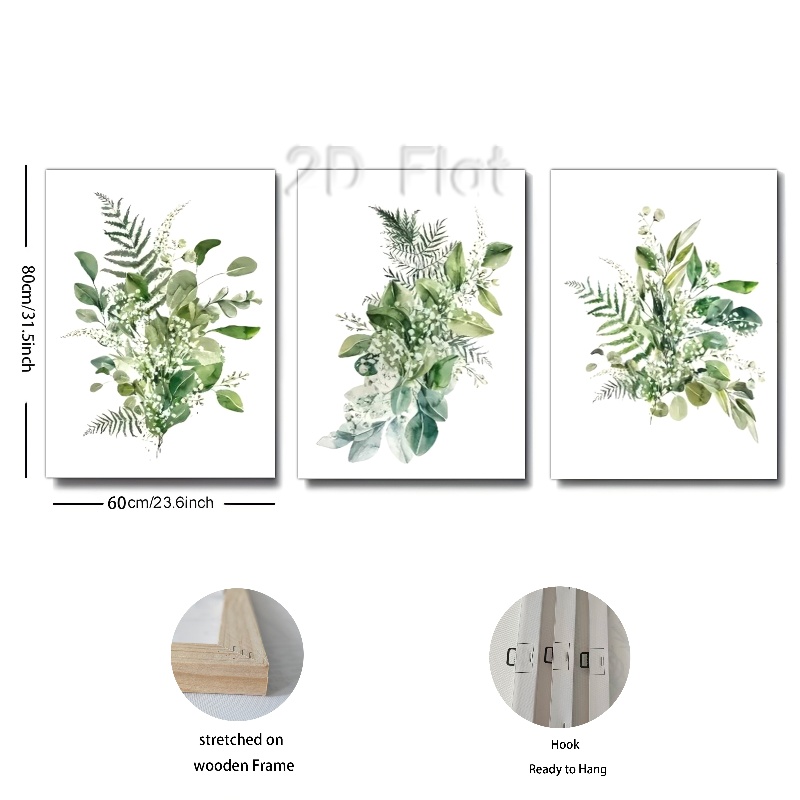 2D Flat
80cm/31.5inch
60cm/23.6inch
stretched on
wooden Frame
Hook
Ready to Hang